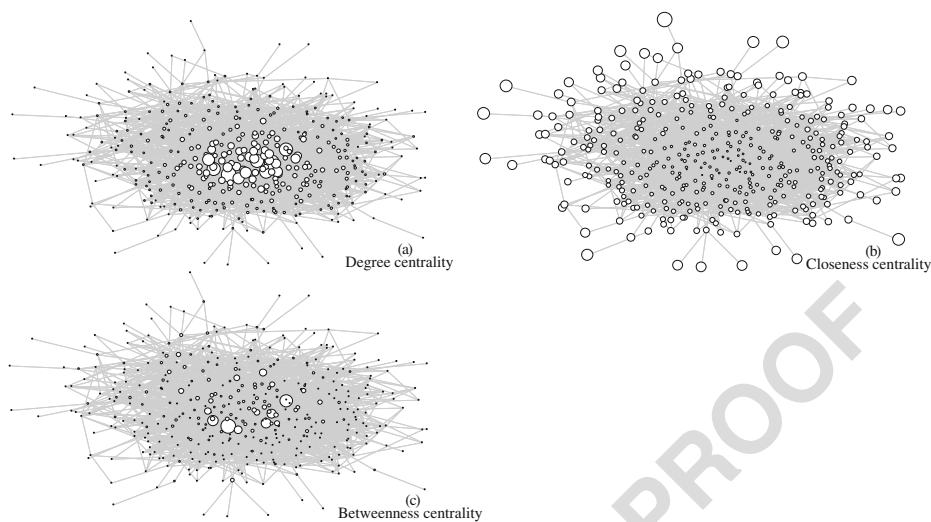 (a)
Degree centrality
(b)
Closeness centrality
(c)
Betweenness centrality
PROOF